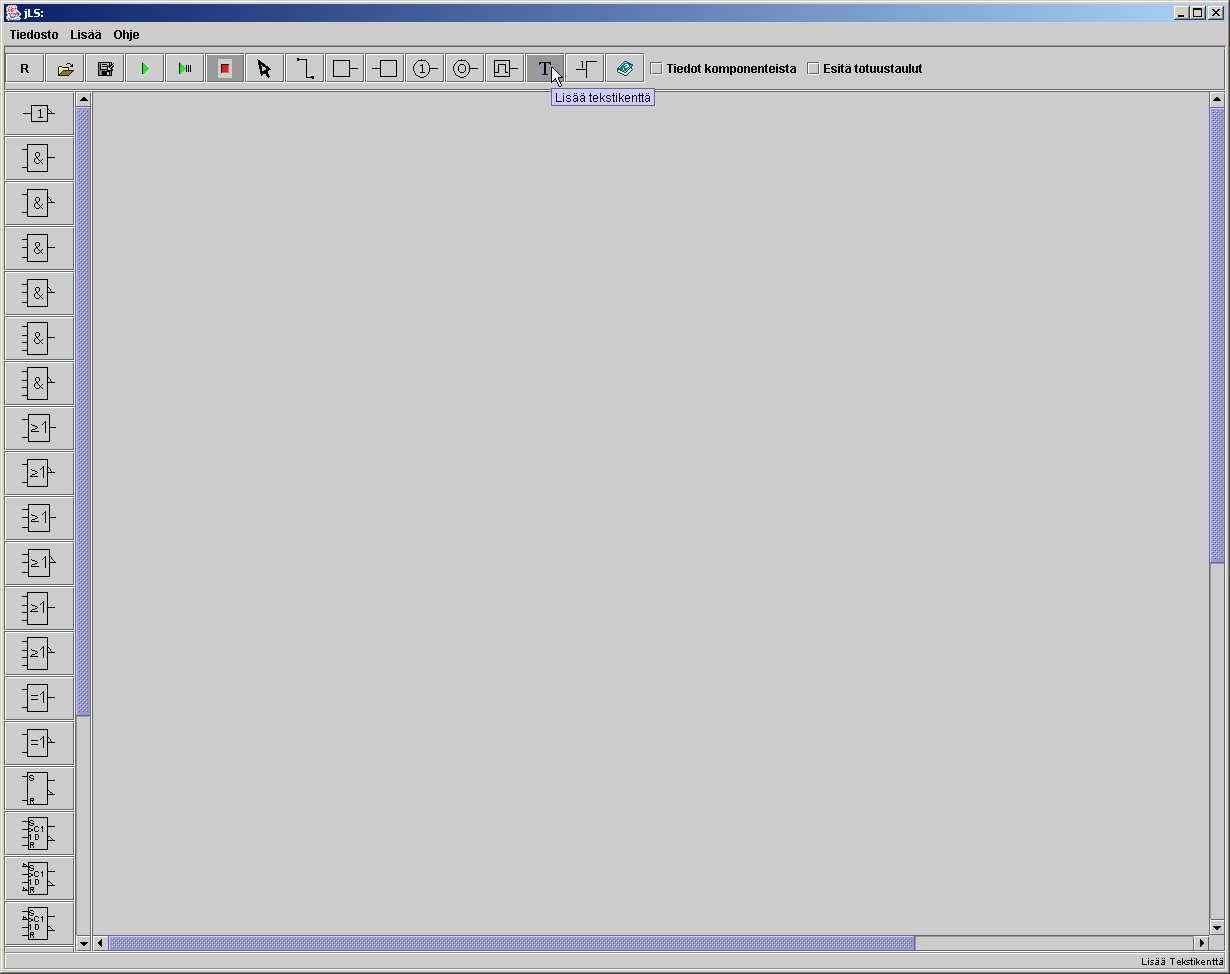 jLS:
Tiedosto Lisää Ohje
R 1 T Tiedot komponenteista Esitä totuustaulut
Lisää tekstikenttä
1
&
&
&
&
&
&
≥1
≥1
≥1
≥1
≥1
≥1
=1
=1
S
R
S
C1
1D
R
S
C1
1D
R
S
C1
1D
R
Lisää Tekstikenttä